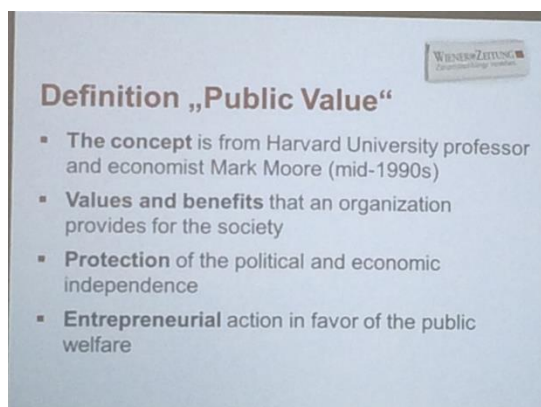 WIENER ZEITUNG
Zusammenhänge verstehen.
Definition „Public Value“
▪ The concept is from Harvard University professor
and economist Mark Moore (mid-1990s)
▪ Values and benefits that an organization
provides for the society
▪ Protection of the political and economic
independence
▪ Entrepreneurial action in favor of the public
welfare